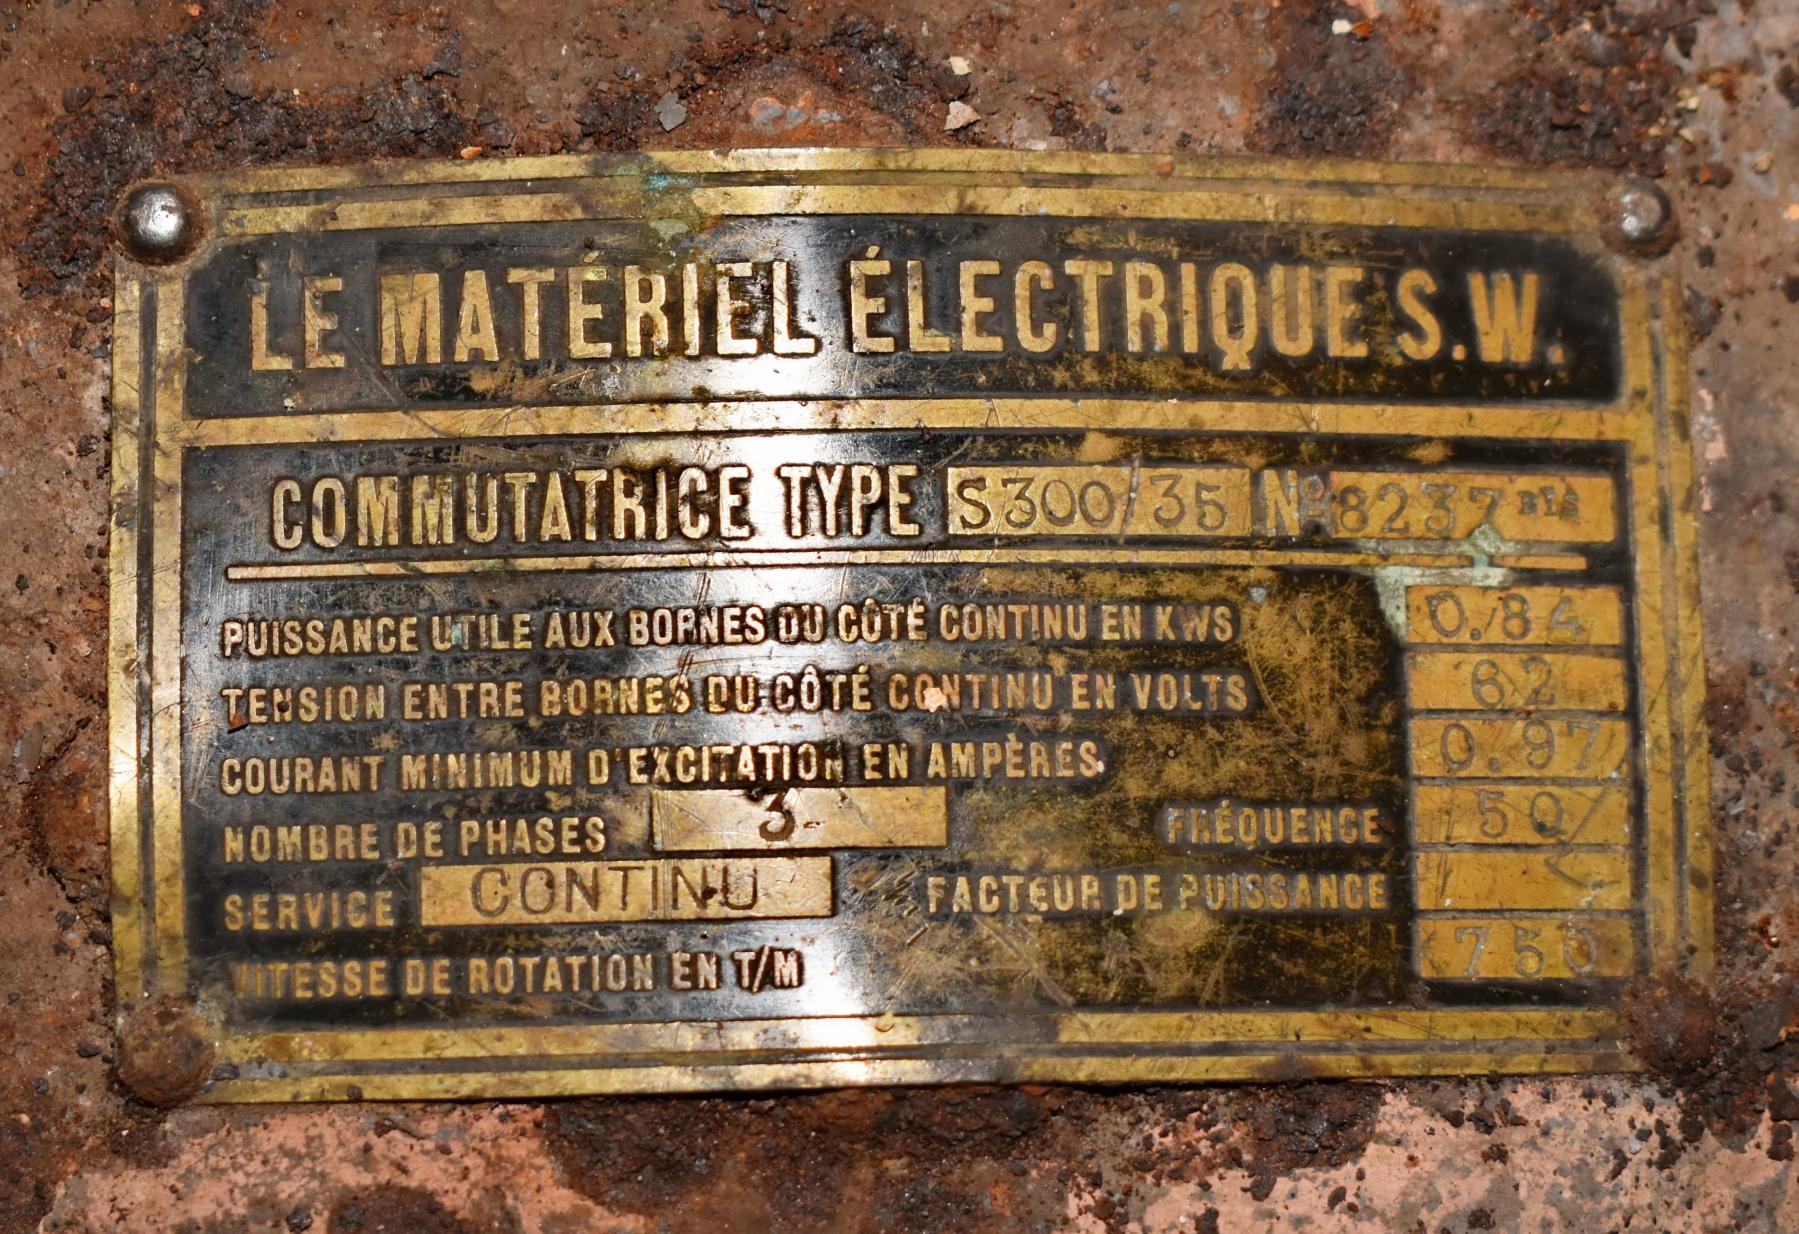 LE MATÉRIEL ÉLECTRIQUE S.W.
COMMUTATRICE TYPE S300/35 No 8237 BIS
PUISSANCE UTILE AUX BORNES DU CÔTÉ CONTINU EN KWS 0.84
TENSION ENTRE BORNES DU CÔTÉ CONTINU EN VOLTS 62
COURANT MINIMUM D'EXCITATION EN AMPÈRES 0.97
NOMBRE DE PHASES 3 FRÉQUENCE 50
SERVICE CONTINU FACTEUR DE PUISSANCE
VITESSE DE ROTATION EN T/M 750